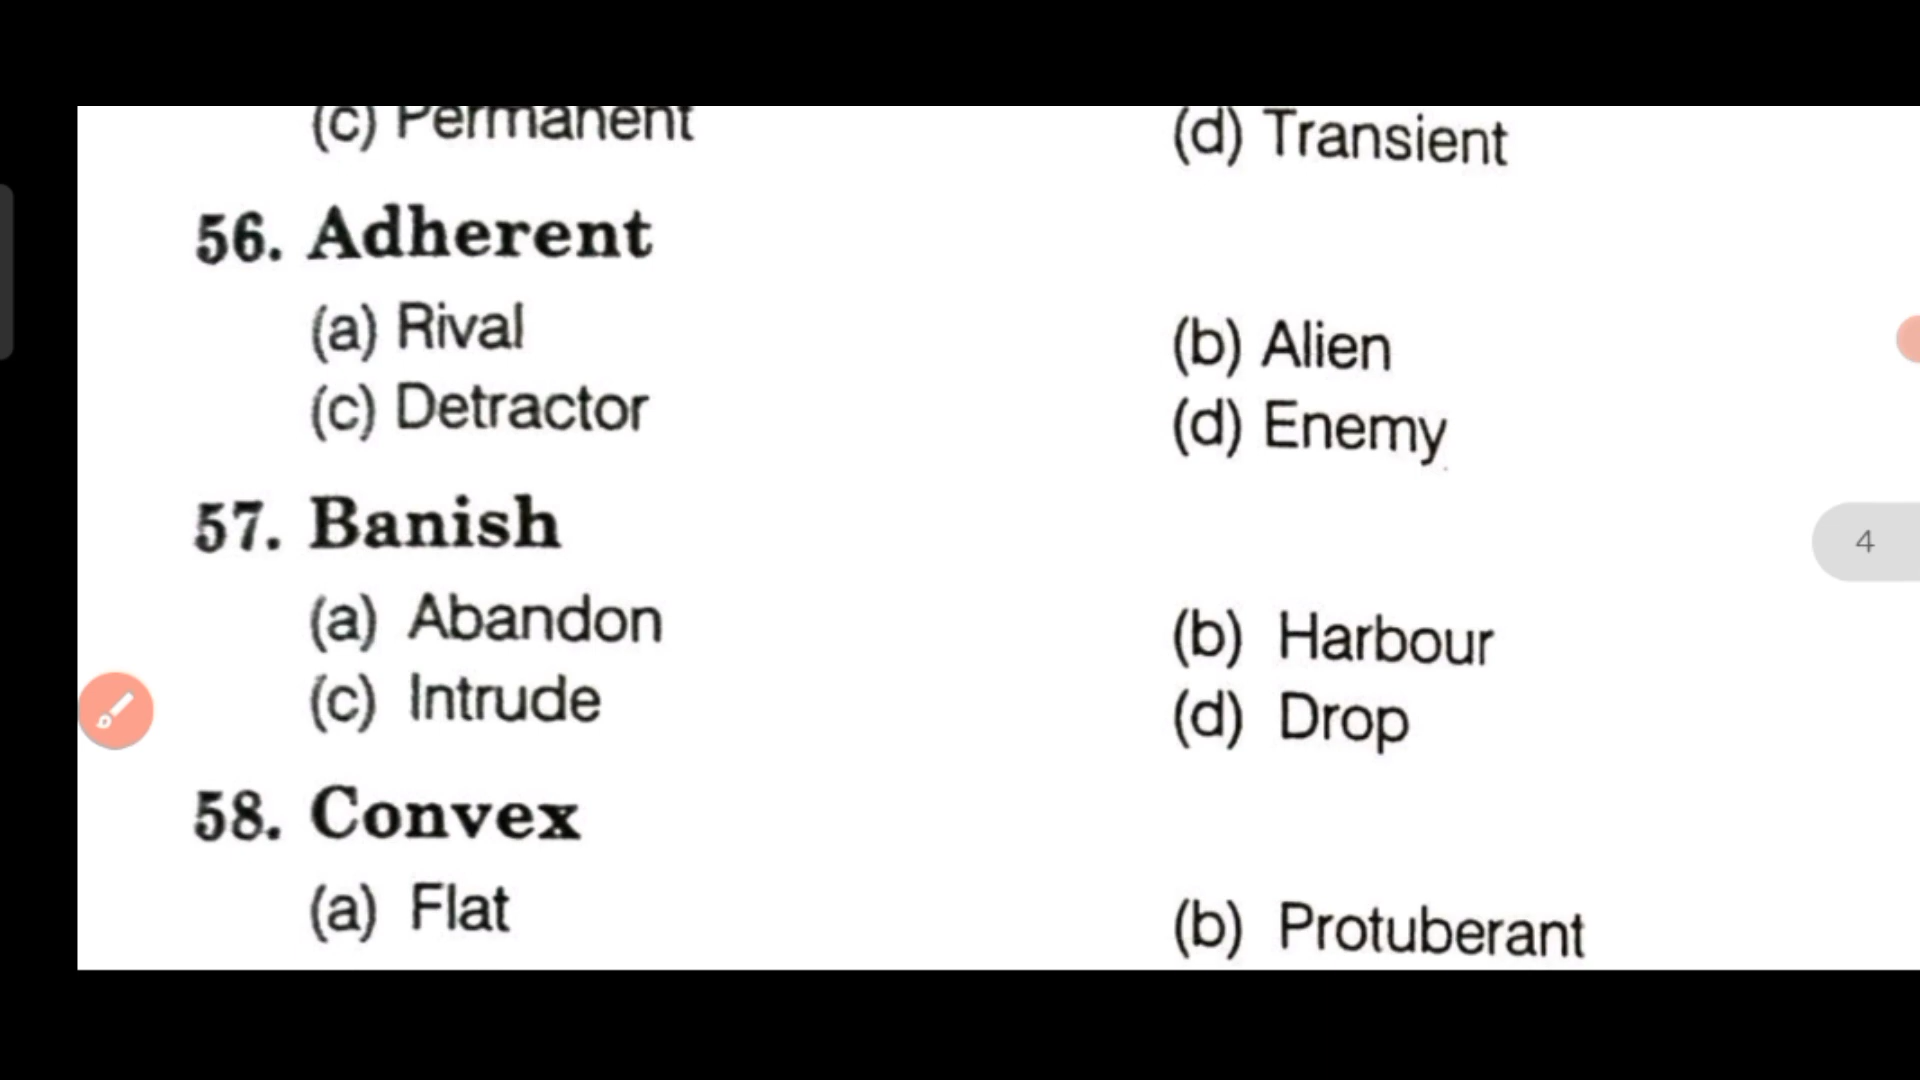 (c) Permanent (d) Transient
56. Adherent
(a) Rival (b) Alien
(c) Detractor (d) Enemy
57. Banish
(a) Abandon (b) Harbour
(c) Intrude (d) Drop
4
58. Convex
(a) Flat (b) Protuberant